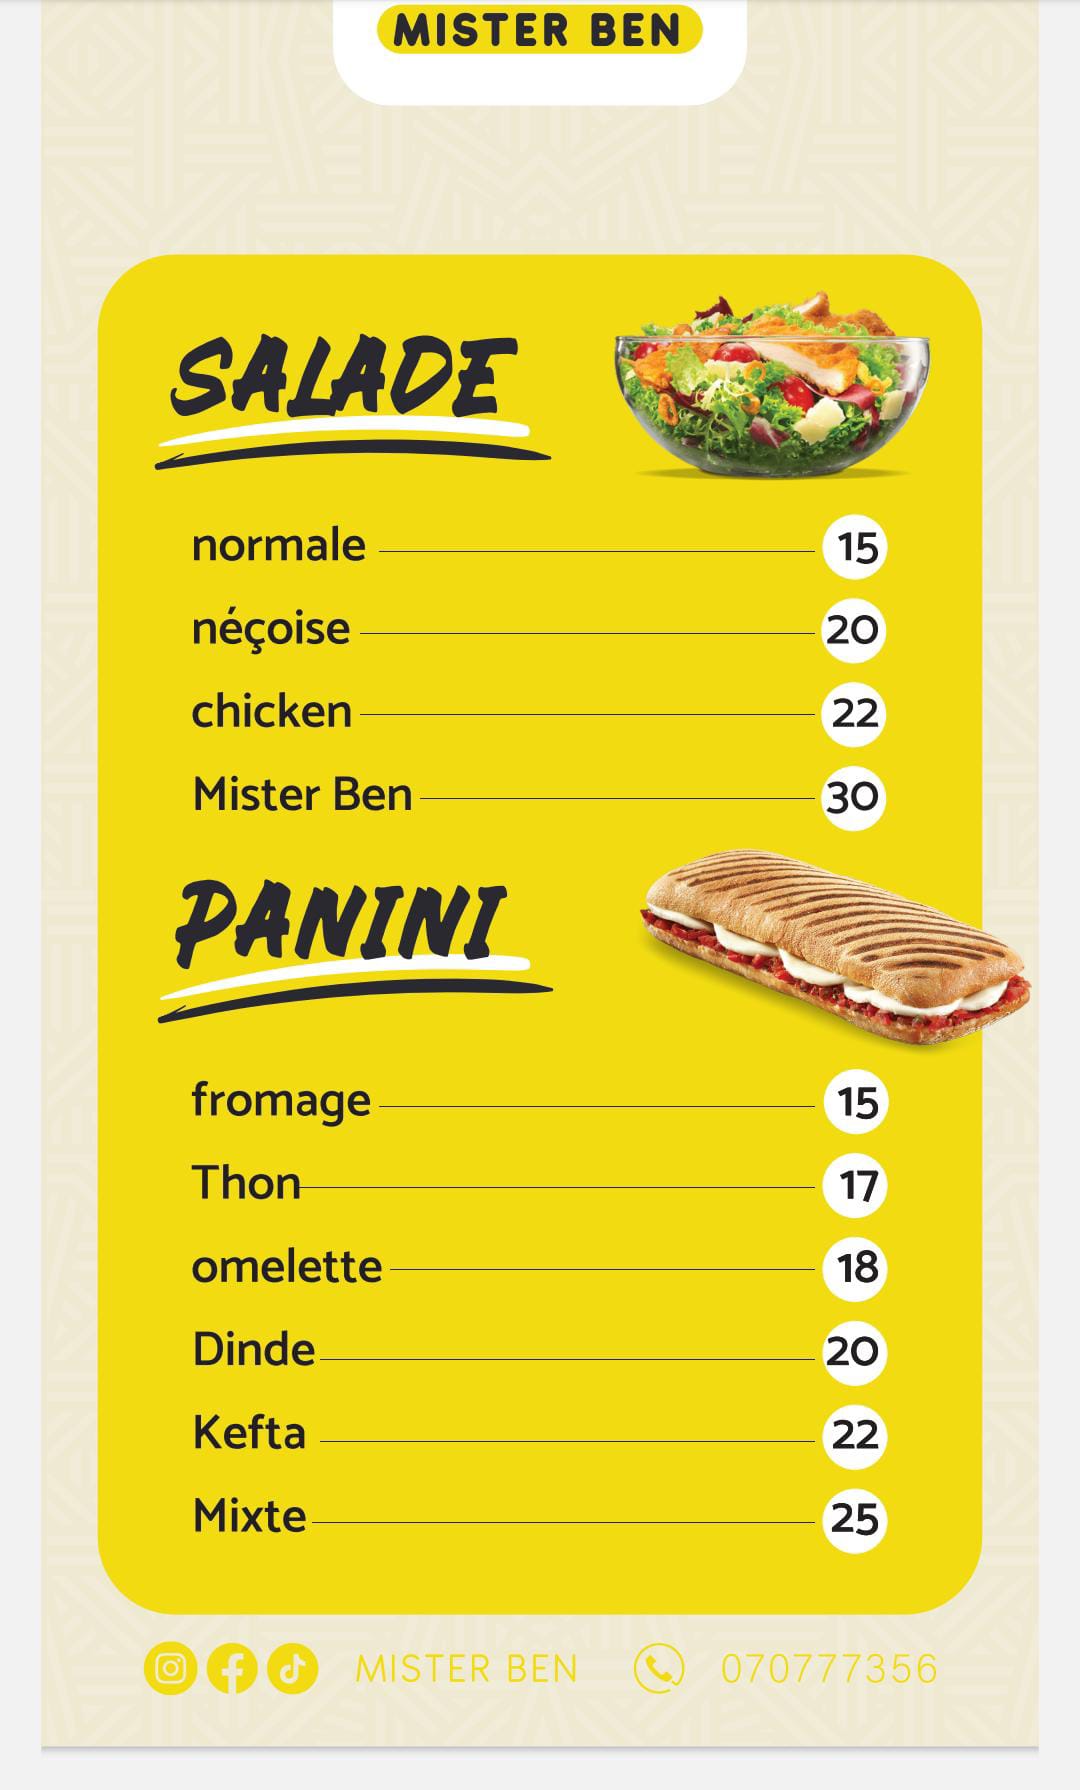 MISTER BEN
SALADE
normale 15
néçoise 20
chicken 22
Mister Ben 30
PANINI
fromage 15
Thon 17
omelette 18
Dinde 20
Kefta 22
Mixte 25
MISTER BEN 070777356